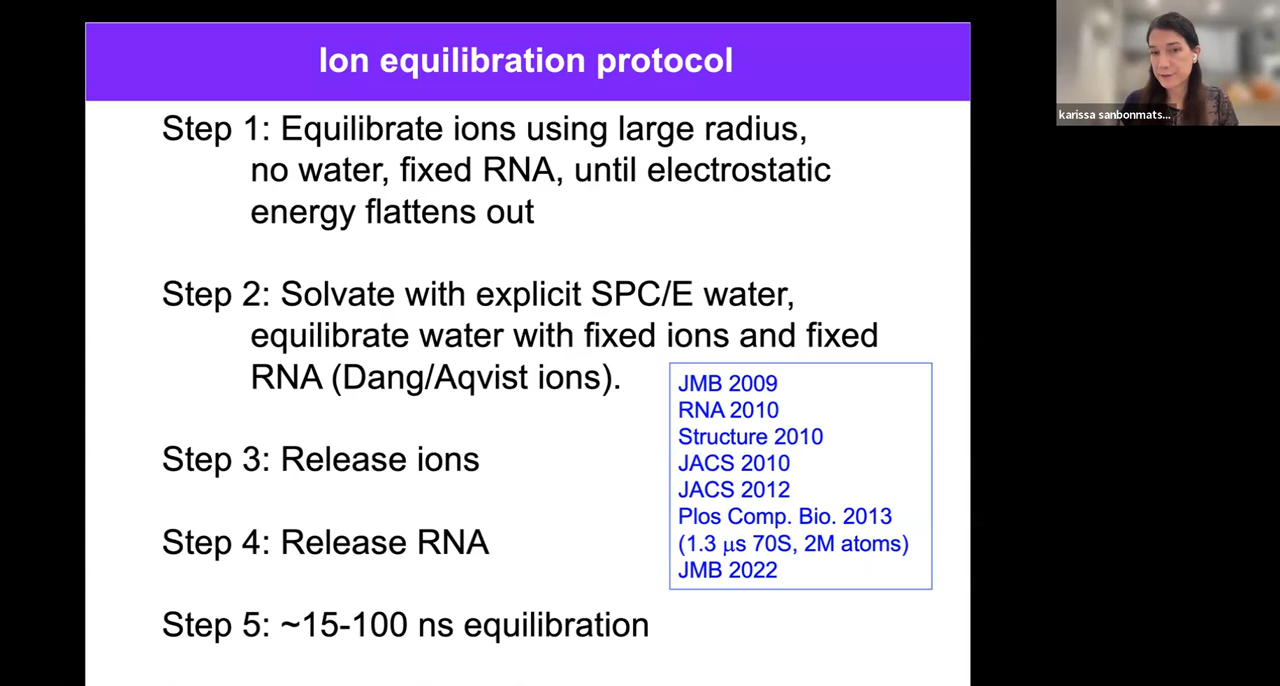 Ion equilibration protocol
karissa sanbonmats...
Step 1: Equilibrate ions using large radius,
no water, fixed RNA, until electrostatic
energy flattens out
Step 2: Solvate with explicit SPC/E water,
equilibrate water with fixed ions and fixed
RNA (Dang/Aqvist ions).
JMB 2009
RNA 2010
Structure 2010
JACS 2010
JACS 2012
Plos Comp. Bio. 2013
(1.3 μs 70S, 2M atoms)
JMB 2022
Step 3: Release ions
Step 4: Release RNA
Step 5: ~15-100 ns equilibration